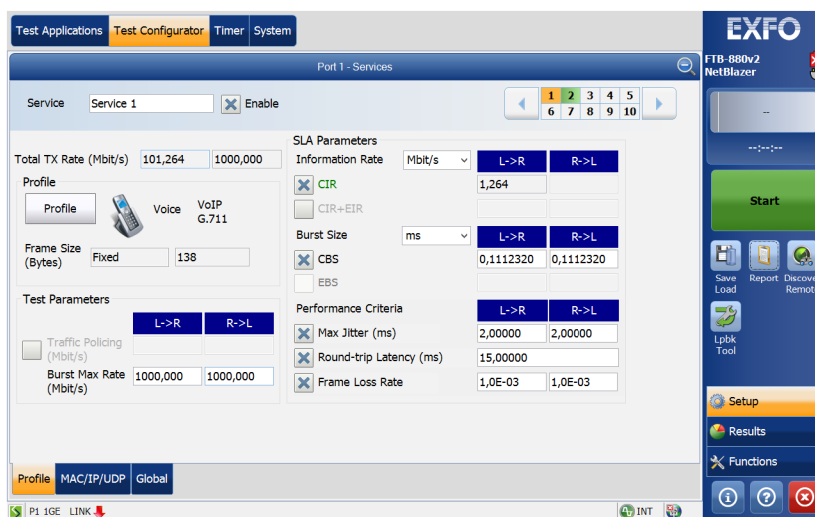 Test Applications Test Configurator Timer System
EXFO
Port 1 - Services
FTB-880v2
NetBlazer
Service Service 1 Enable
1 2 3 4 5
6 7 8 9 10
--
--:--:--
Total TX Rate (Mbit/s) 101,264 1000,000
Profile
Profile Voice VoIP
G.711
Frame Size
(Bytes) Fixed 138
Test Parameters
L->R R->L
Traffic Policing
(Mbit/s)
Burst Max Rate 1000,000 1000,000
(Mbit/s)
SLA Parameters
Information Rate Mbit/s L->R R->L
CIR 1,264
CIR+EIR
Burst Size ms L->R R->L
CBS 0,1112320 0,1112320
EBS
Performance Criteria L->R R->L
Max Jitter (ms) 2,00000 2,00000
Round-trip Latency (ms) 15,00000
Frame Loss Rate 1,0E-03 1,0E-03
Start
Save Report Discove
Load Remot
Lpbk
Tool
Setup
Results
Functions
Profile MAC/IP/UDP Global
P1 1GE LINK INT